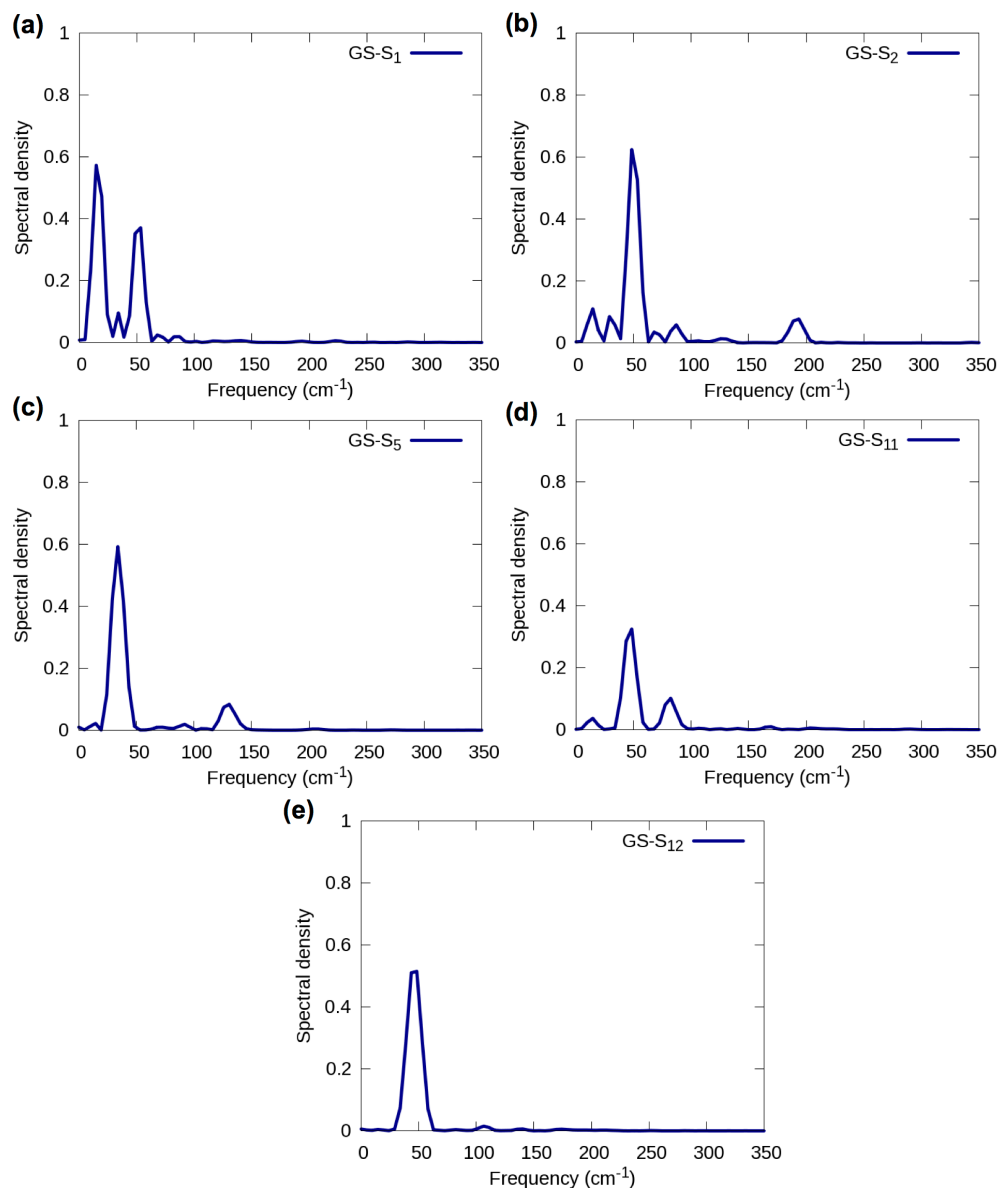 (a)
1
0.8
0.6
0.4
0.2
0
Spectral density
GS-S1
0 50 100 150 200 250 300 350
Frequency (cm-1)
(b)
1
0.8
0.6
0.4
0.2
0
Spectral density
GS-S2
0 50 100 150 200 250 300 350
Frequency (cm-1)
(c)
1
0.8
0.6
0.4
0.2
0
Spectral density
GS-S5
0 50 100 150 200 250 300 350
Frequency (cm-1)
(d)
1
0.8
0.6
0.4
0.2
0
Spectral density
GS-S11
0 50 100 150 200 250 300 350
Frequency (cm-1)
(e)
1
0.8
0.6
0.4
0.2
0
Spectral density
GS-S12
0 50 100 150 200 250 300 350
Frequency (cm-1)